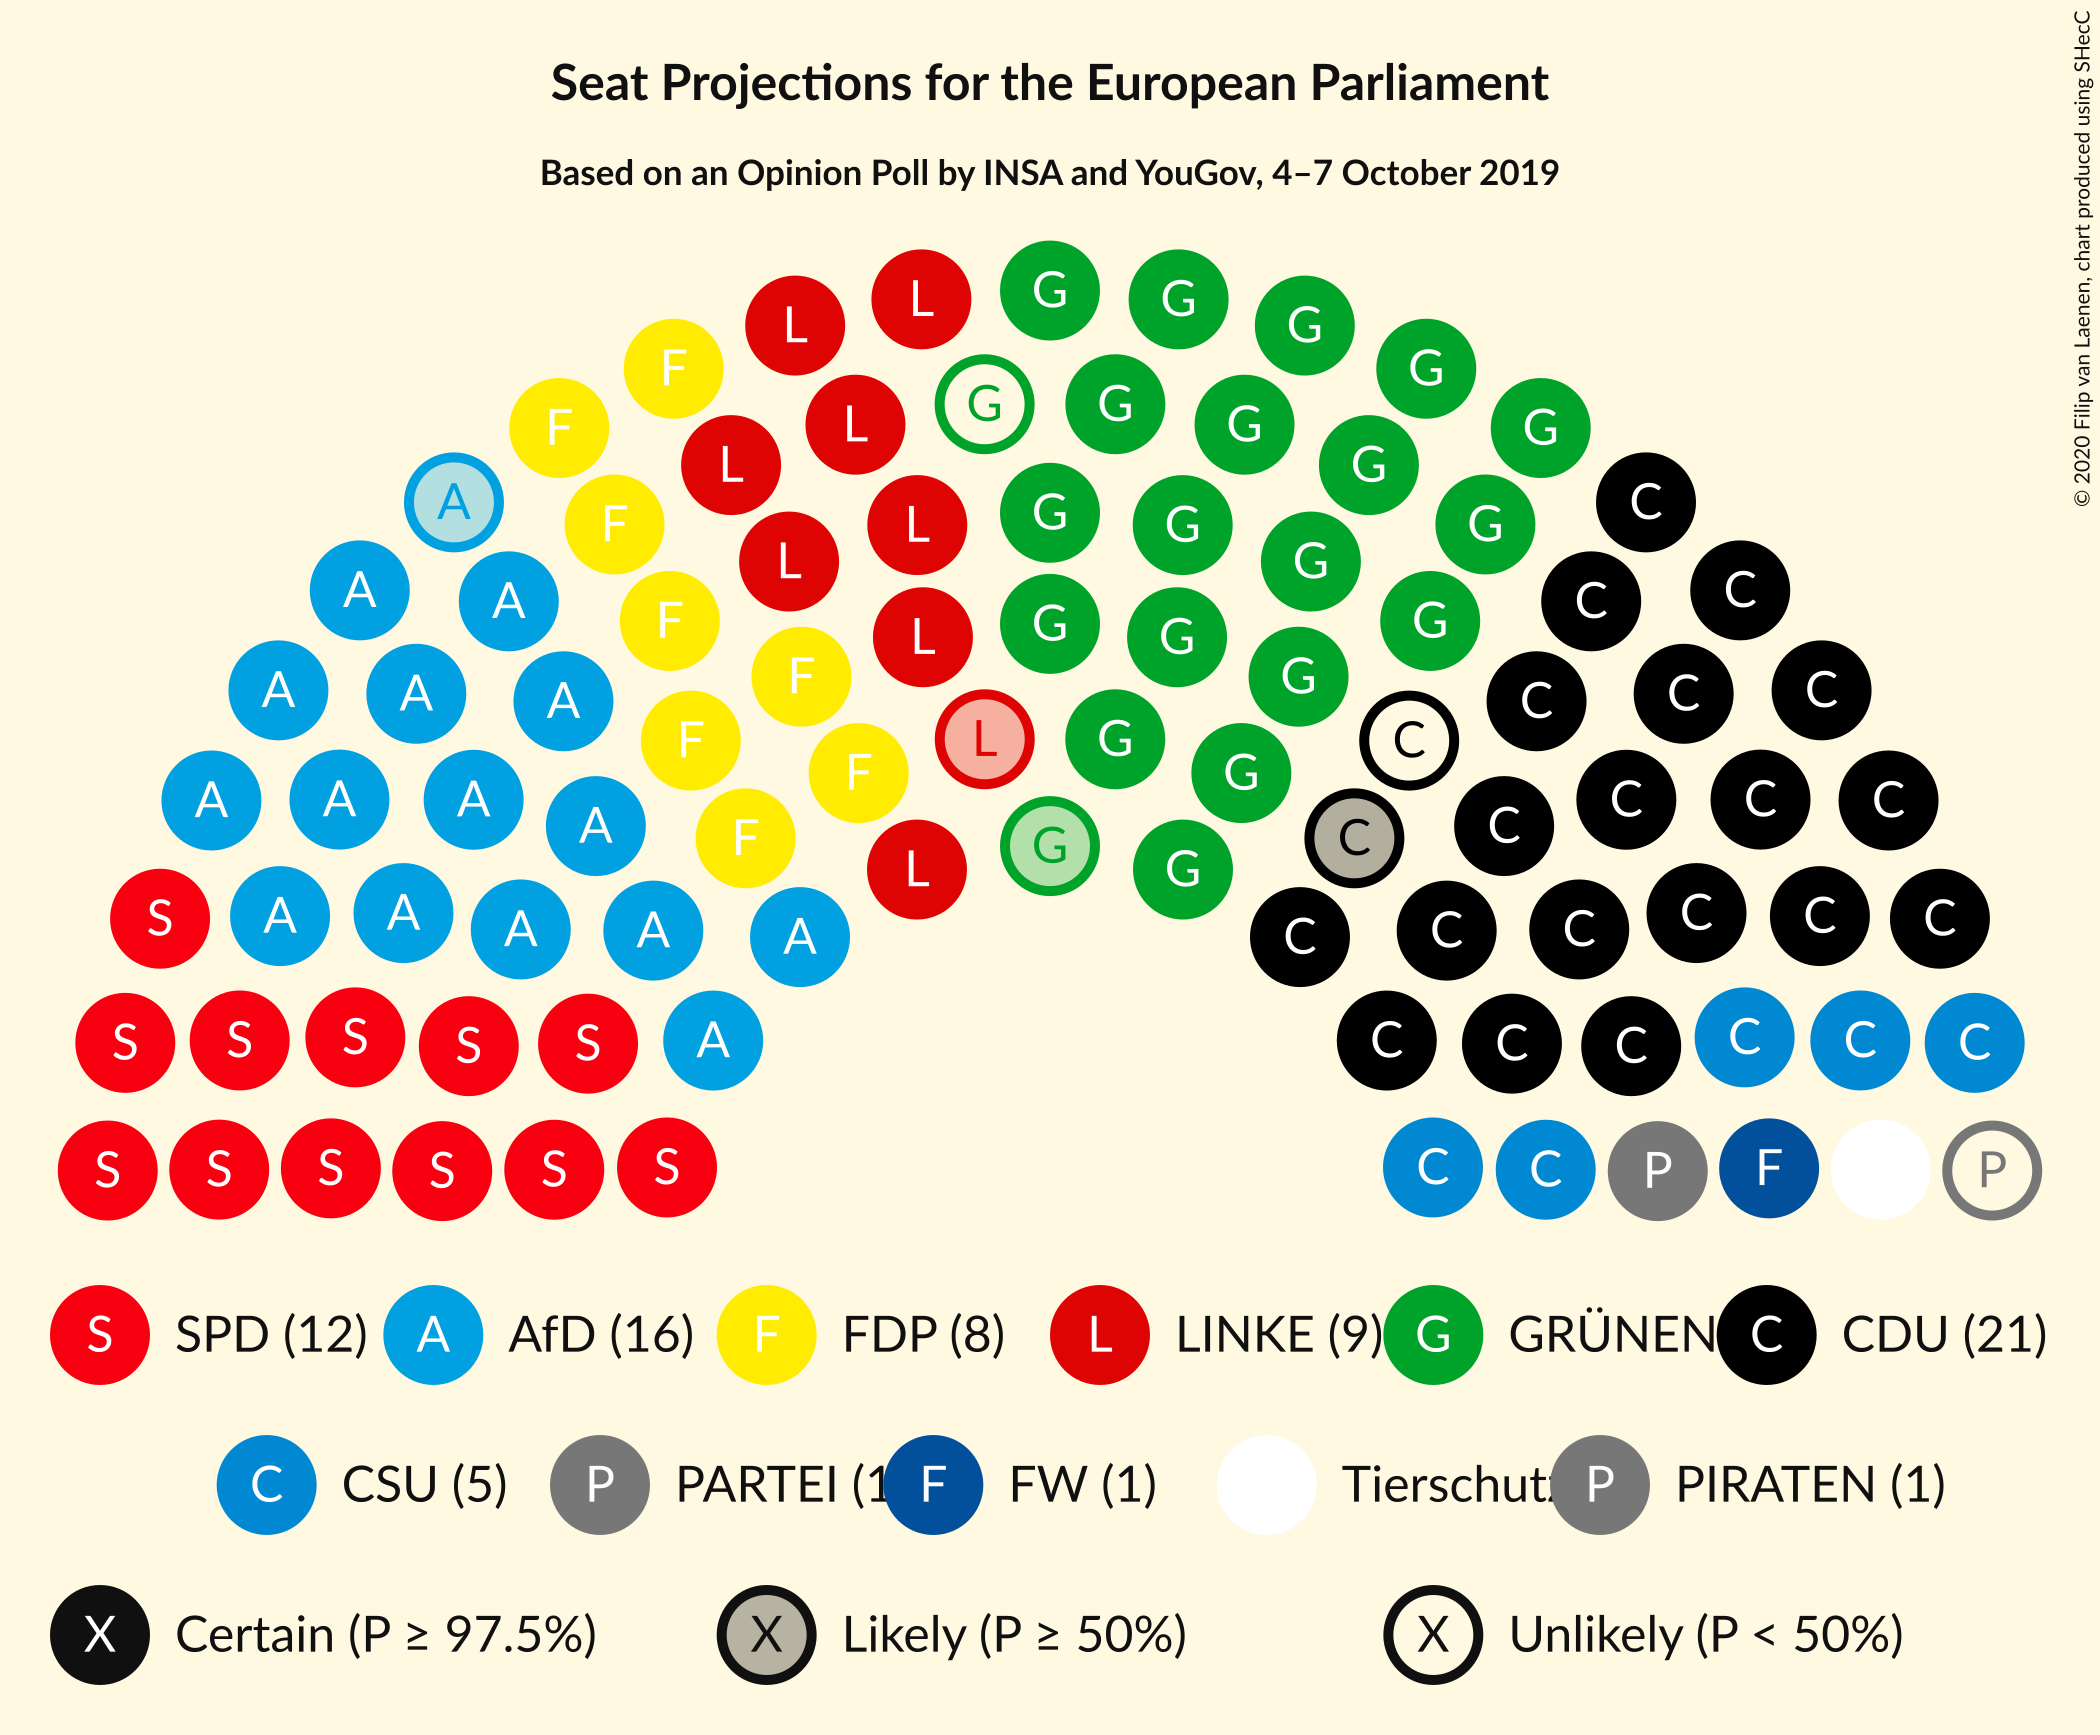 Seat Projections for the European Parliament
Based on an Opinion Poll by INSA and YouGov, 4–7 October 2019
© 2020 Filip van Laenen, chart produced using SHecC
L G G
L G
F G
G G
F L G G
L G
A F L G G G C
L G
A A C C
F L G G G
A A A F G C C C
F L G C
A A A F G C C C
A F G C C
L G
S A A A A A C C C C C C
S S S S S A C C C C C C
S S S S S S C C P F P
S SPD (12) A AfD (16) F FDP (8) L LINKE (9) G GRÜNEN C CDU (21)
C CSU (5) P PARTEI (1 F FW (1) Tierschutz P PIRATEN (1)
X Certain (P ≥ 97.5%) X Likely (P ≥ 50%) X Unlikely (P < 50%)